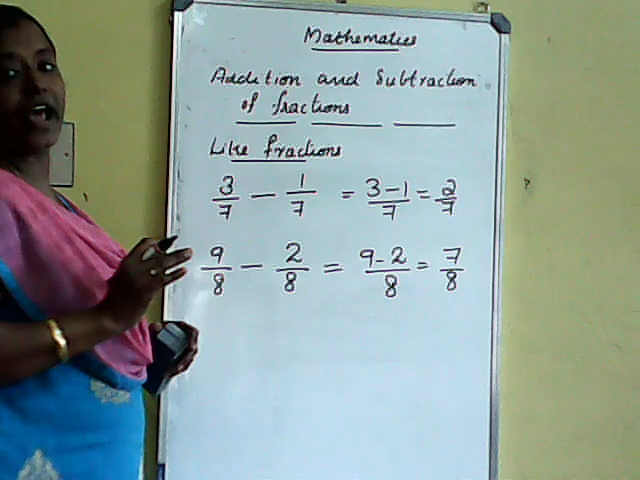 Mathematics
Addition and Subtraction
of fractions
Like fractions
3/7 - 1/7 = 3-1/7 = 2/7
9/8 - 2/8 = 9-2/8 = 7/8